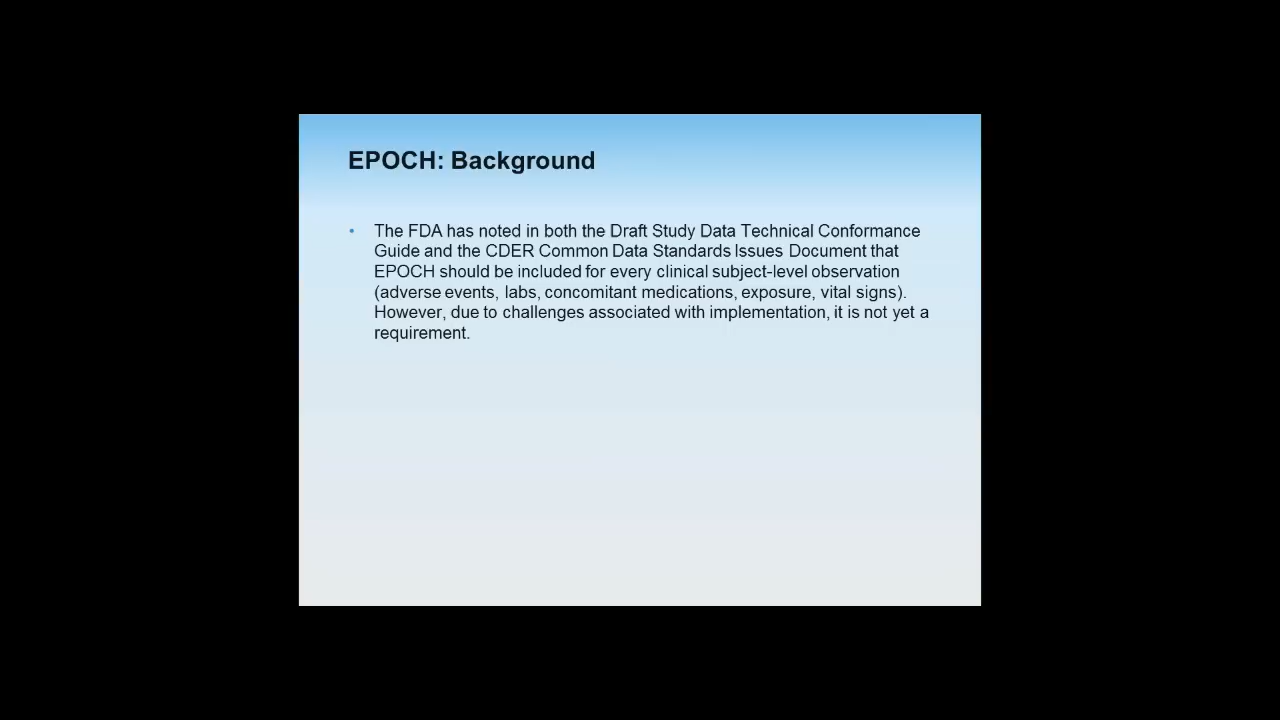 EPOCH: Background
• The FDA has noted in both the Draft Study Data Technical Conformance
Guide and the CDER Common Data Standards Issues Document that
EPOCH should be included for every clinical subject-level observation
(adverse events, labs, concomitant medications, exposure, vital signs).
However, due to challenges associated with implementation, it is not yet a
requirement.